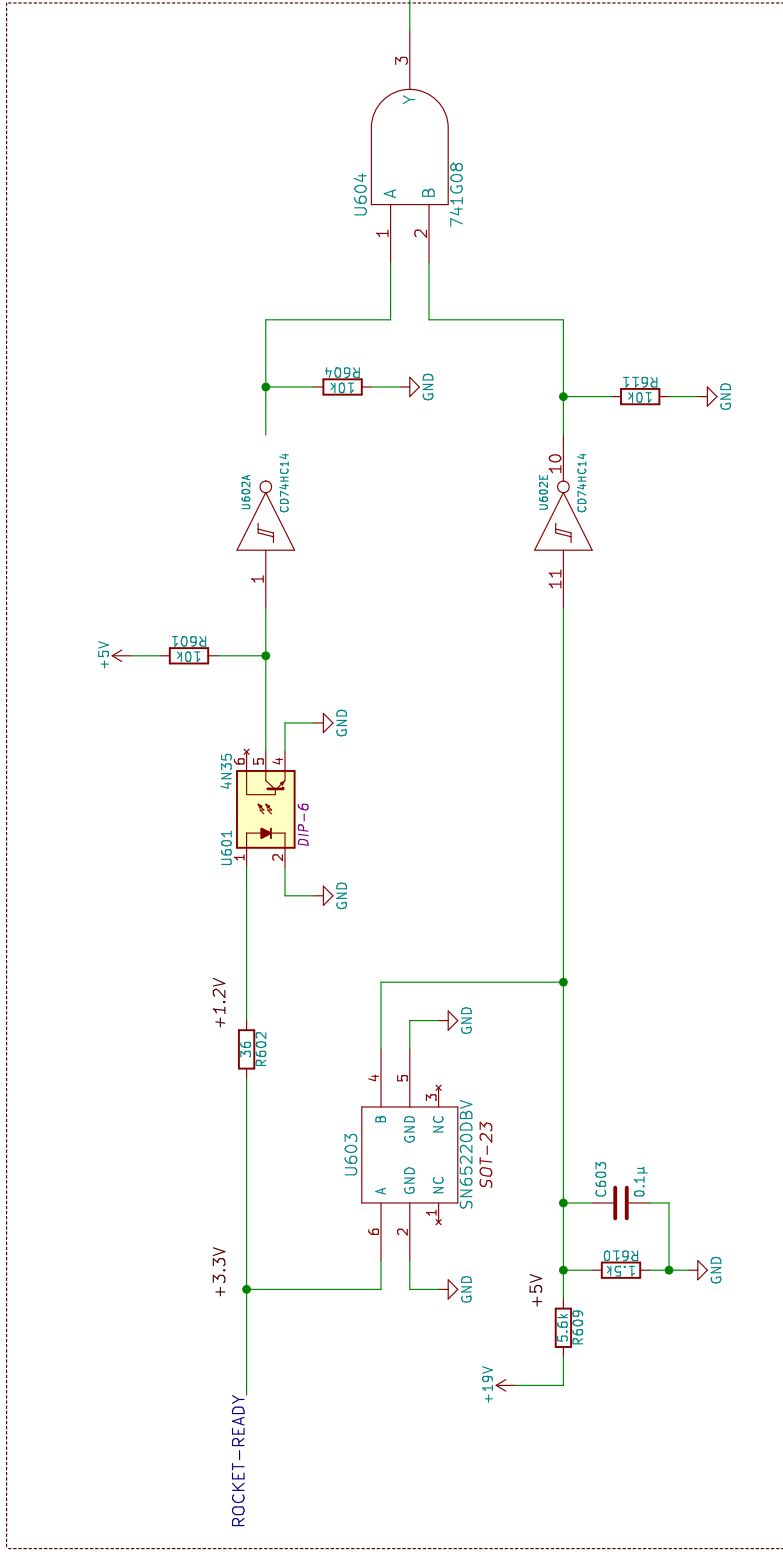 3
Y
U604
A
B
741G08
1
2
R604
10k
GND
R611
10k
GND
U602A
CD74HC14
1
10
U602E
CD74HC14
11
+5V
R601
10k
GND
4N35
6
5
4
U601
DIP-6
1
2
GND
+1.2V
36
R602
GND
4
5
3
U603
B
GND
NC
A
GND
NC
SN65220DBV
SOT-23
6
2
1
+3.3V
GND
C603
0.1µ
R610
1.5k
GND
+5V
5.6k
R609
+19V
ROCKET-READY